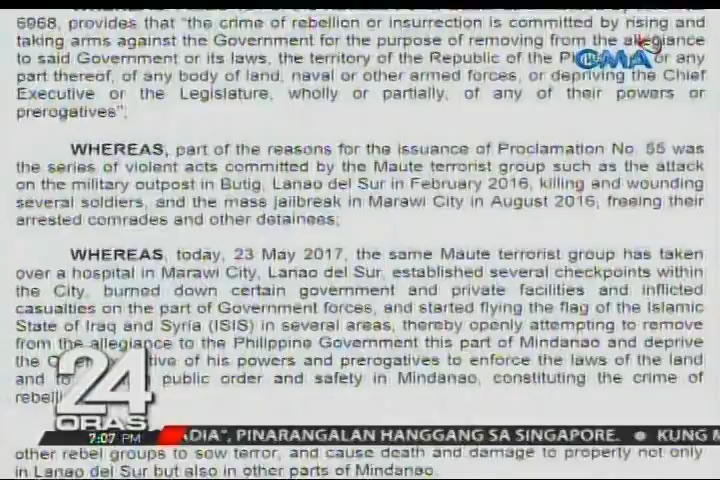 6968, provides that "the crime of rebellion or insurrection is committed by rising and
taking arms against the Government for the purpose of removing from the allegiance
to said Government or its laws, the territory of the Republic of the or any
GMA
part thereof, of any body of land, naval or other armed forces, or depriving the Chief
Executive or the Legislature, wholly or partially, of any of their powers or
prerogatives";
WHEREAS, part of the reasons for the issuance of Proclamation No. 55 was
the series of violent acts committed by the Maute terrorist group such as the attack
on the military outpost in Butig, Lanao del Sur in February 2016, killing and wounding
several soldiers, and the mass jailbreak in Marawi City in August 2016, freeing their
arrested comrades and other detainees;
WHEREAS, today, 23 May 2017, the same Maute terrorist group has taken
over a hospital in Marawi City, Lanao del Sur, established several checkpoints within
the City, burned down certain government and private facilities and inflicted
casualties on the part of Government forces, and started flying the flag of the Islamic
State of Iraq and Syria (ISIS) in several areas, thereby openly attempting to remove
from the allegiance to the Philippine Government this part of Mindanao and deprive
the of his powers and prerogatives to enforce the laws of the land
and public order and safety in Mindanao, constituting the crime of
24
ORAS
7:07 PM
ADIA", PINARANGALAN HANGGANG SA SINGAPORE. ● KUNG
other rebel groups to sow terror, and cause death and damage to property not only
in Lanao del Sur but also in other parts of Mindanao.